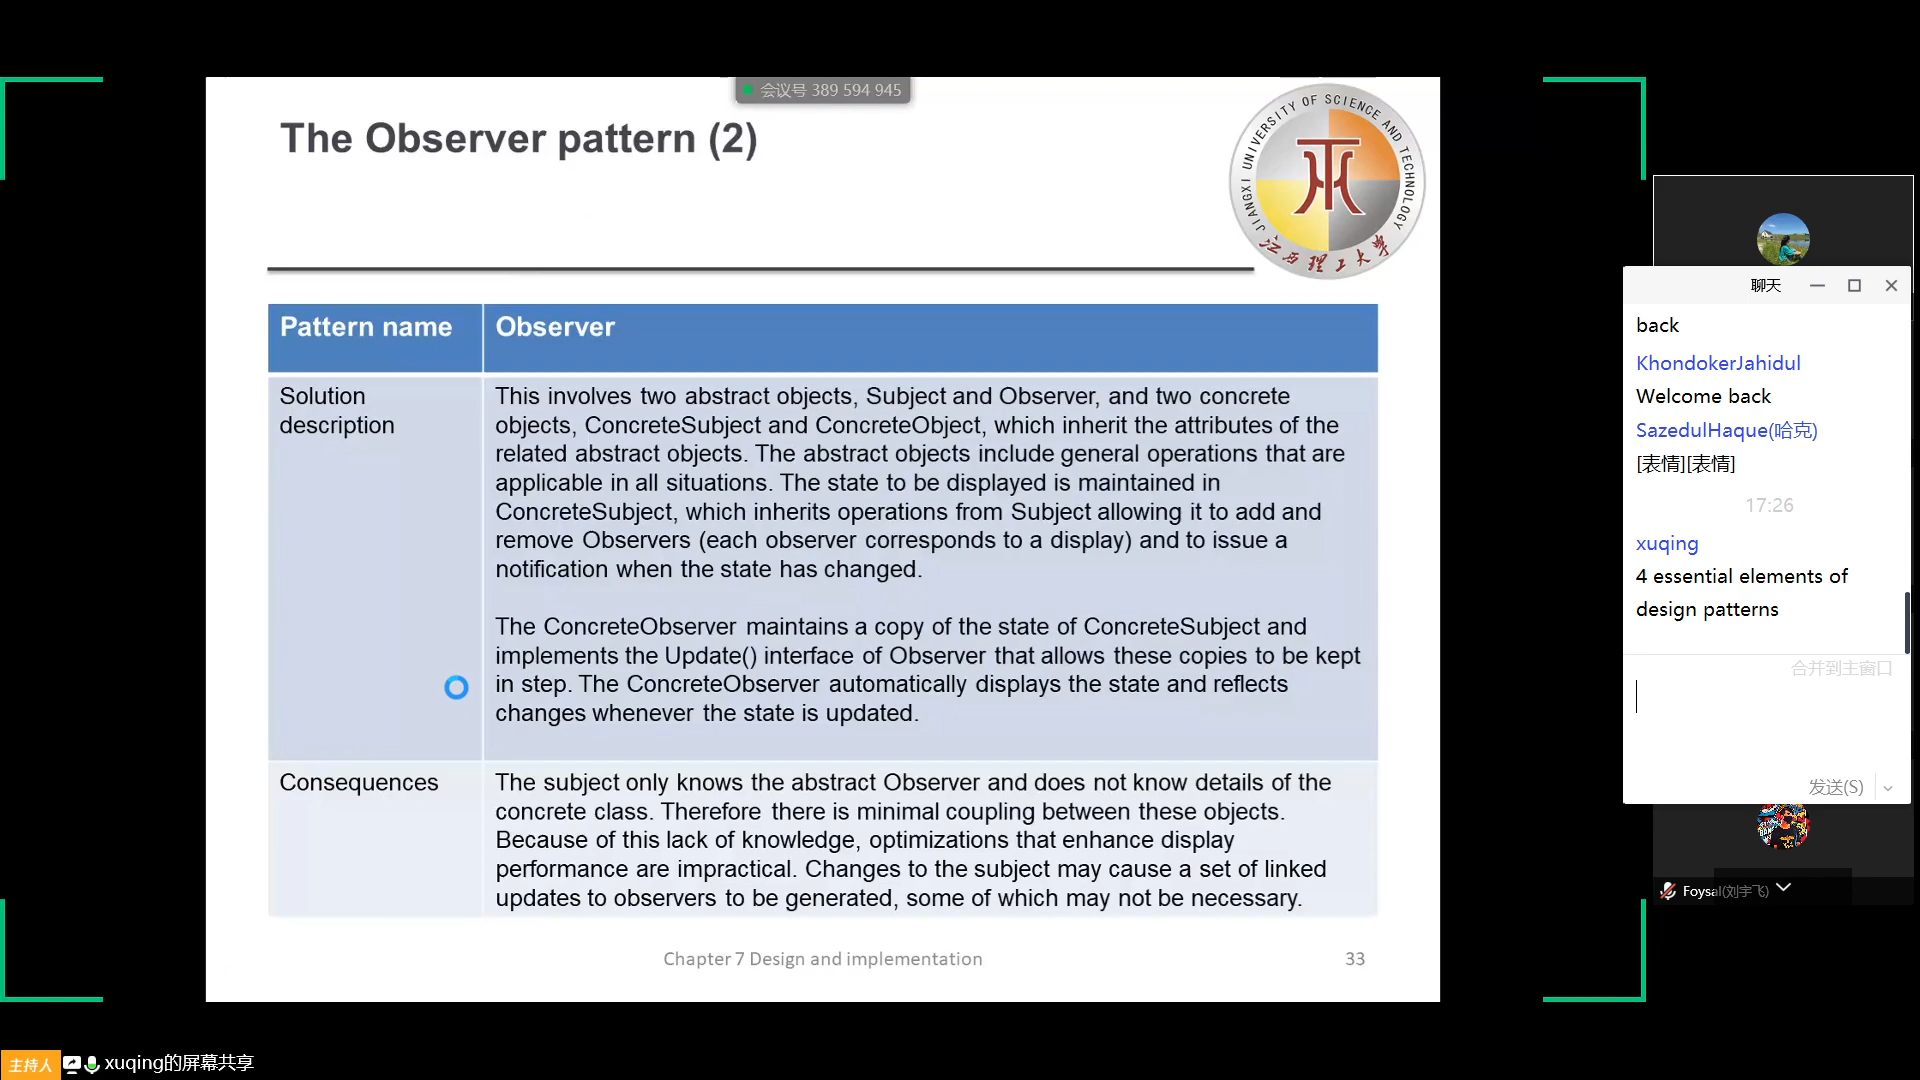 会议号 389 594 945
The Observer pattern (2)
JIANGXI UNIVERSITY OF SCIENCE AND TECHNOLOGY
江西理工大学
Pattern name
Observer
Solution
description
This involves two abstract objects, Subject and Observer, and two concrete
objects, ConcreteSubject and ConcreteObject, which inherit the attributes of the
related abstract objects. The abstract objects include general operations that are
applicable in all situations. The state to be displayed is maintained in
ConcreteSubject, which inherits operations from Subject allowing it to add and
remove Observers (each observer corresponds to a display) and to issue a
notification when the state has changed.
The ConcreteObserver maintains a copy of the state of ConcreteSubject and
implements the Update() interface of Observer that allows these copies to be kept
in step. The ConcreteObserver automatically displays the state and reflects
changes whenever the state is updated.
Consequences
The subject only knows the abstract Observer and does not know details of the
concrete class. Therefore there is minimal coupling between these objects.
Because of this lack of knowledge, optimizations that enhance display
performance are impractical. Changes to the subject may cause a set of linked
updates to observers to be generated, some of which may not be necessary.
Chapter 7 Design and implementation
33
聊天
back
KhondokerJahidul
Welcome back
SazedulHaque(哈克)
[表情][表情]
17:26
xuqing
4 essential elements of
design patterns
合并到主窗口
发送(S)
Foysal(刘宇飞)
主持人 xuqing的屏幕共享